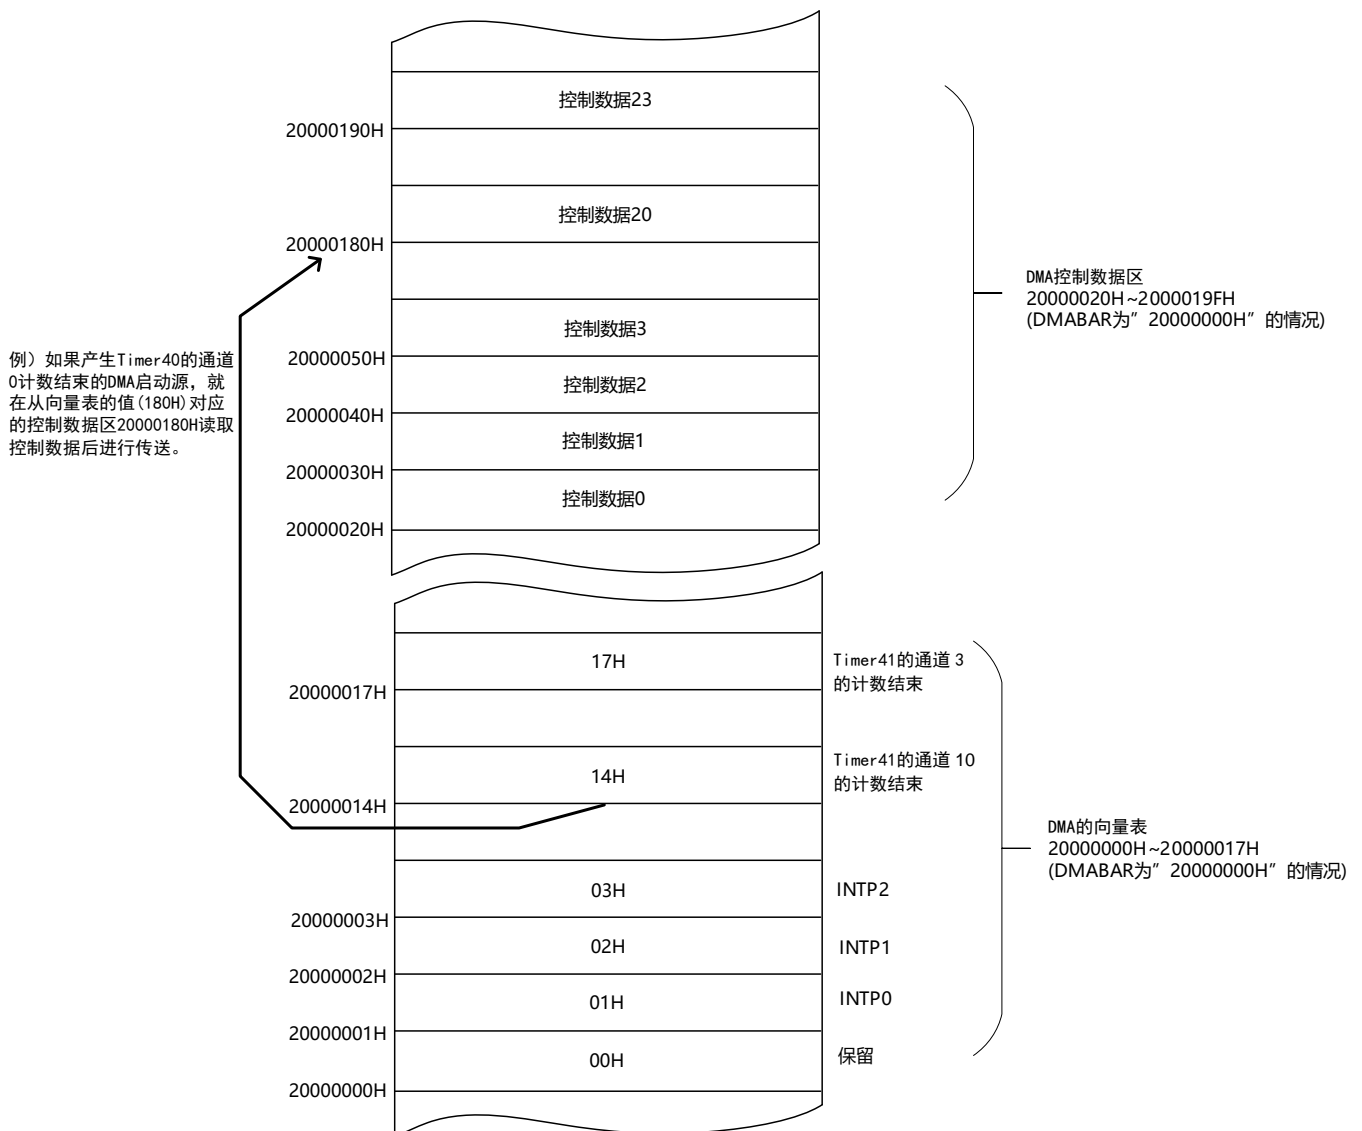 控制数据23
20000190H
控制数据20
20000180H
控制数据3
20000050H
控制数据2
20000040H
控制数据1
20000030H
控制数据0
20000020H
DMA控制数据区
20000020H~2000019FH
(DMABAR为”20000000H”的情况)
例）如果产生Timer40的通道
0计数结束的DMA启动源，就
在从向量表的值(180H)对应
的控制数据区20000180H读取
控制数据后进行传送。
17H
Timer41的通道 3
的计数结束
20000017H
14H
Timer41的通道 10
的计数结束
20000014H
03H
INTP2
20000003H
02H
INTP1
20000002H
01H
INTP0
20000001H
00H
保留
20000000H
DMA的向量表
20000000H~20000017H
(DMABAR为”20000000H”的情况)